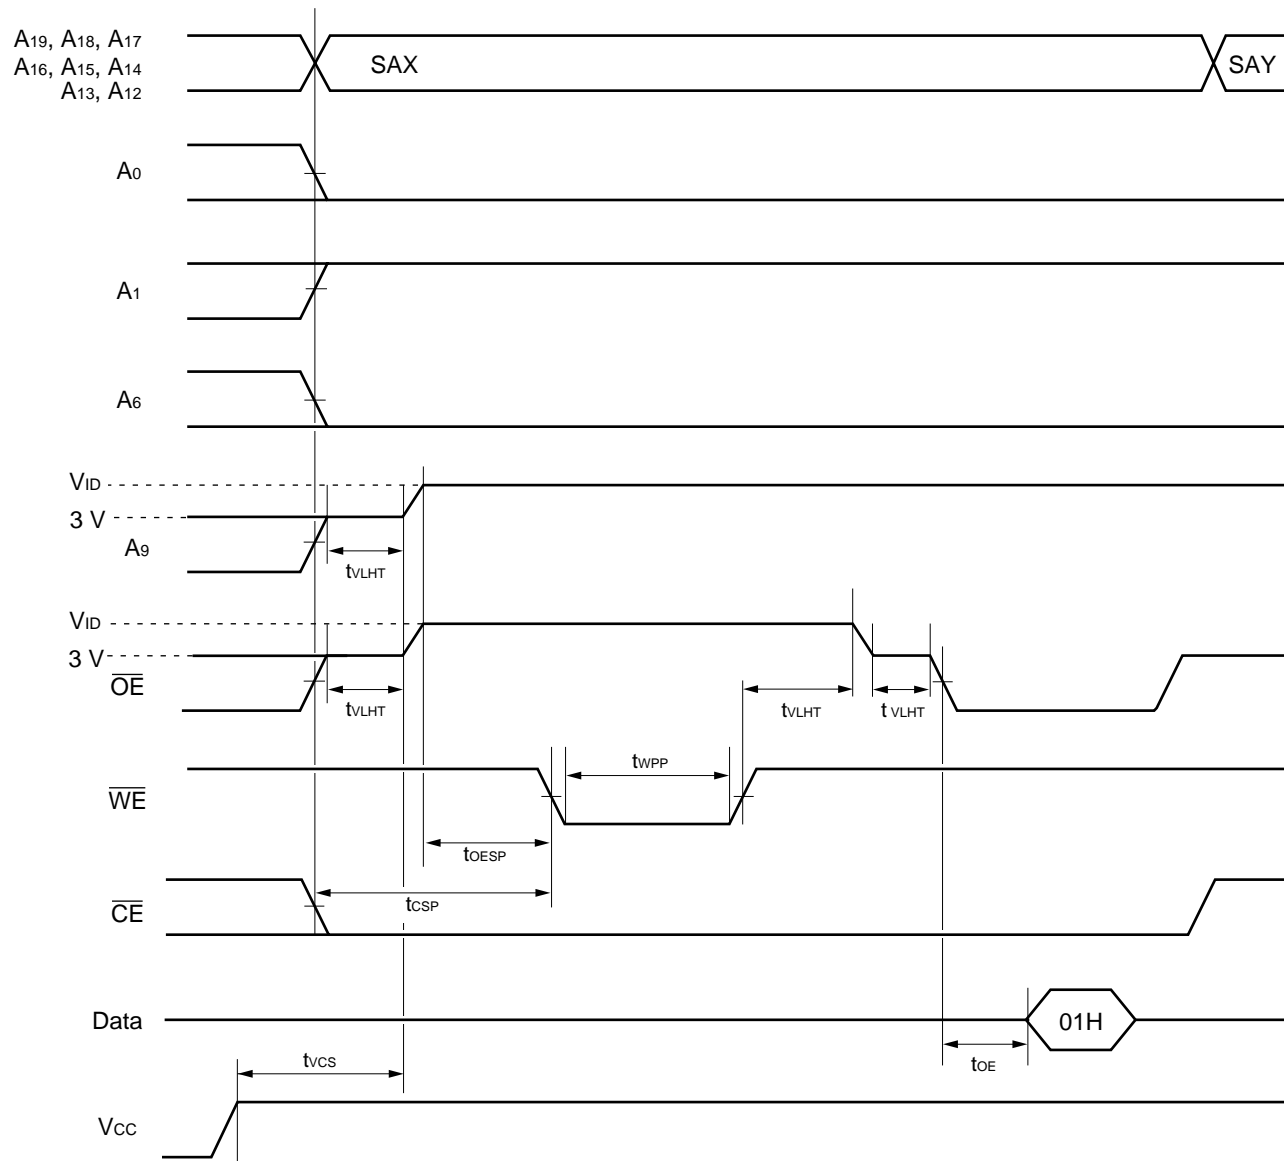 A19, A18, A17
A16, A15, A14
A13, A12
SAX
SAY
A0
A1
A6
VID
3 V
A9
tVLHT
VID
3 V
OE
tVLHT
tVLHT
t VLHT
WE
tWPP
tOESP
CE
tCSP
Data
01H
tOE
tVCS
VCC